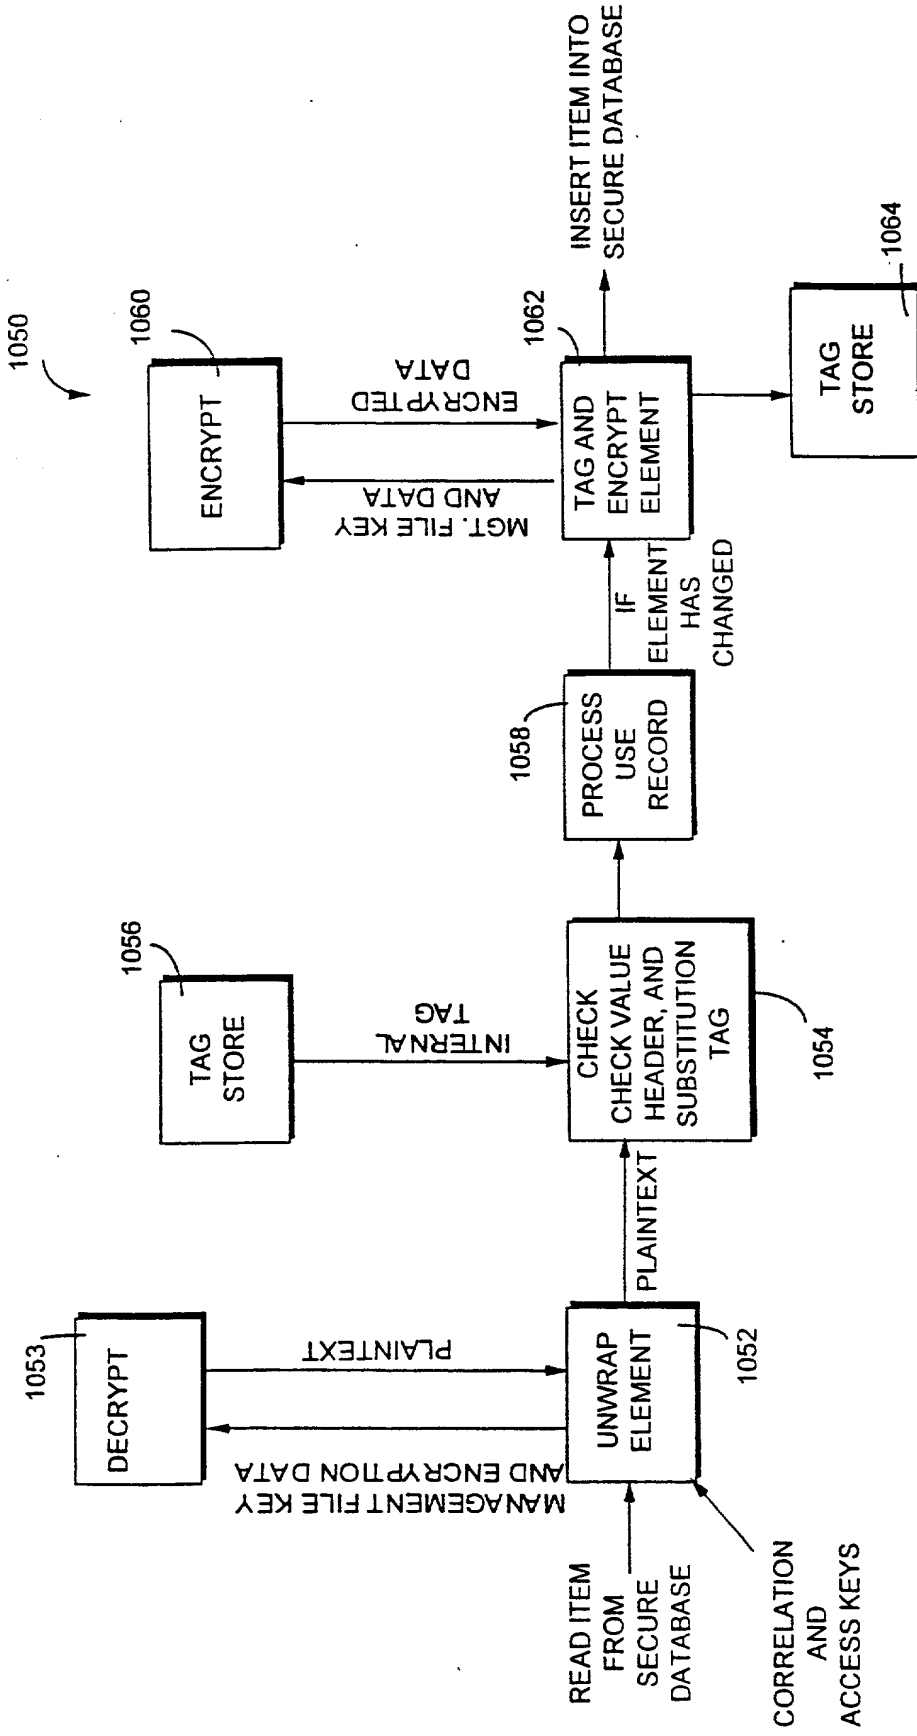 1050
1053
DECRYPT
MANAGEMENT FILE KEY
AND ENCRYPTION DATA
PLAINTEXT
READ ITEM
FROM
SECURE
DATABASE
CORRELATION
AND
ACCESS KEYS
UNWRAP
ELEMENT
1052
PLAINTEXT
1056
TAG
STORE
INTERNAL
TAG
CHECK
CHECK VALUE
HEADER, AND
SUBSTITUTION
TAG
1054
1058
PROCESS
USE
RECORD
IF
ELEMENT
HAS
CHANGED
1060
ENCRYPT
MGT. FILE KEY
AND DATA
ENCRYPTED
DATA
1062
TAG AND
ENCRYPT
ELEMENT
INSERT ITEM INTO
SECURE DATABASE
TAG
STORE
1064